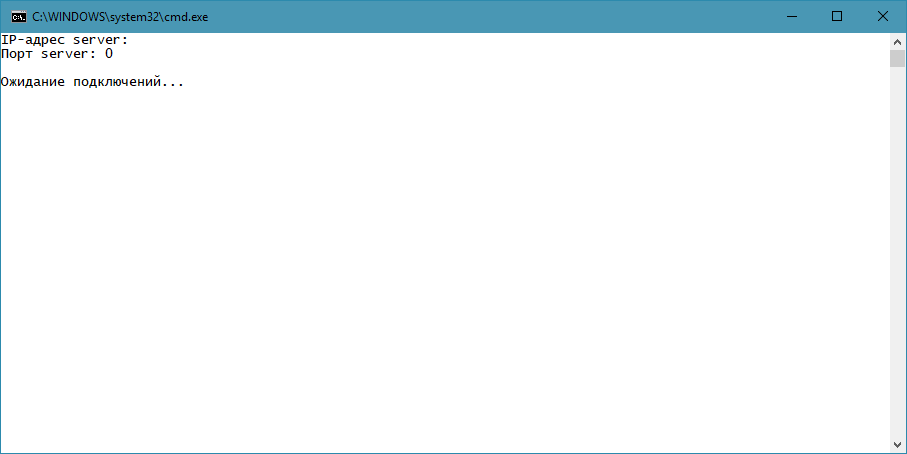 C:\WINDOWS\system32\cmd.exe
IP-адрес server:
Порт server: 0
Ожидание подключений...